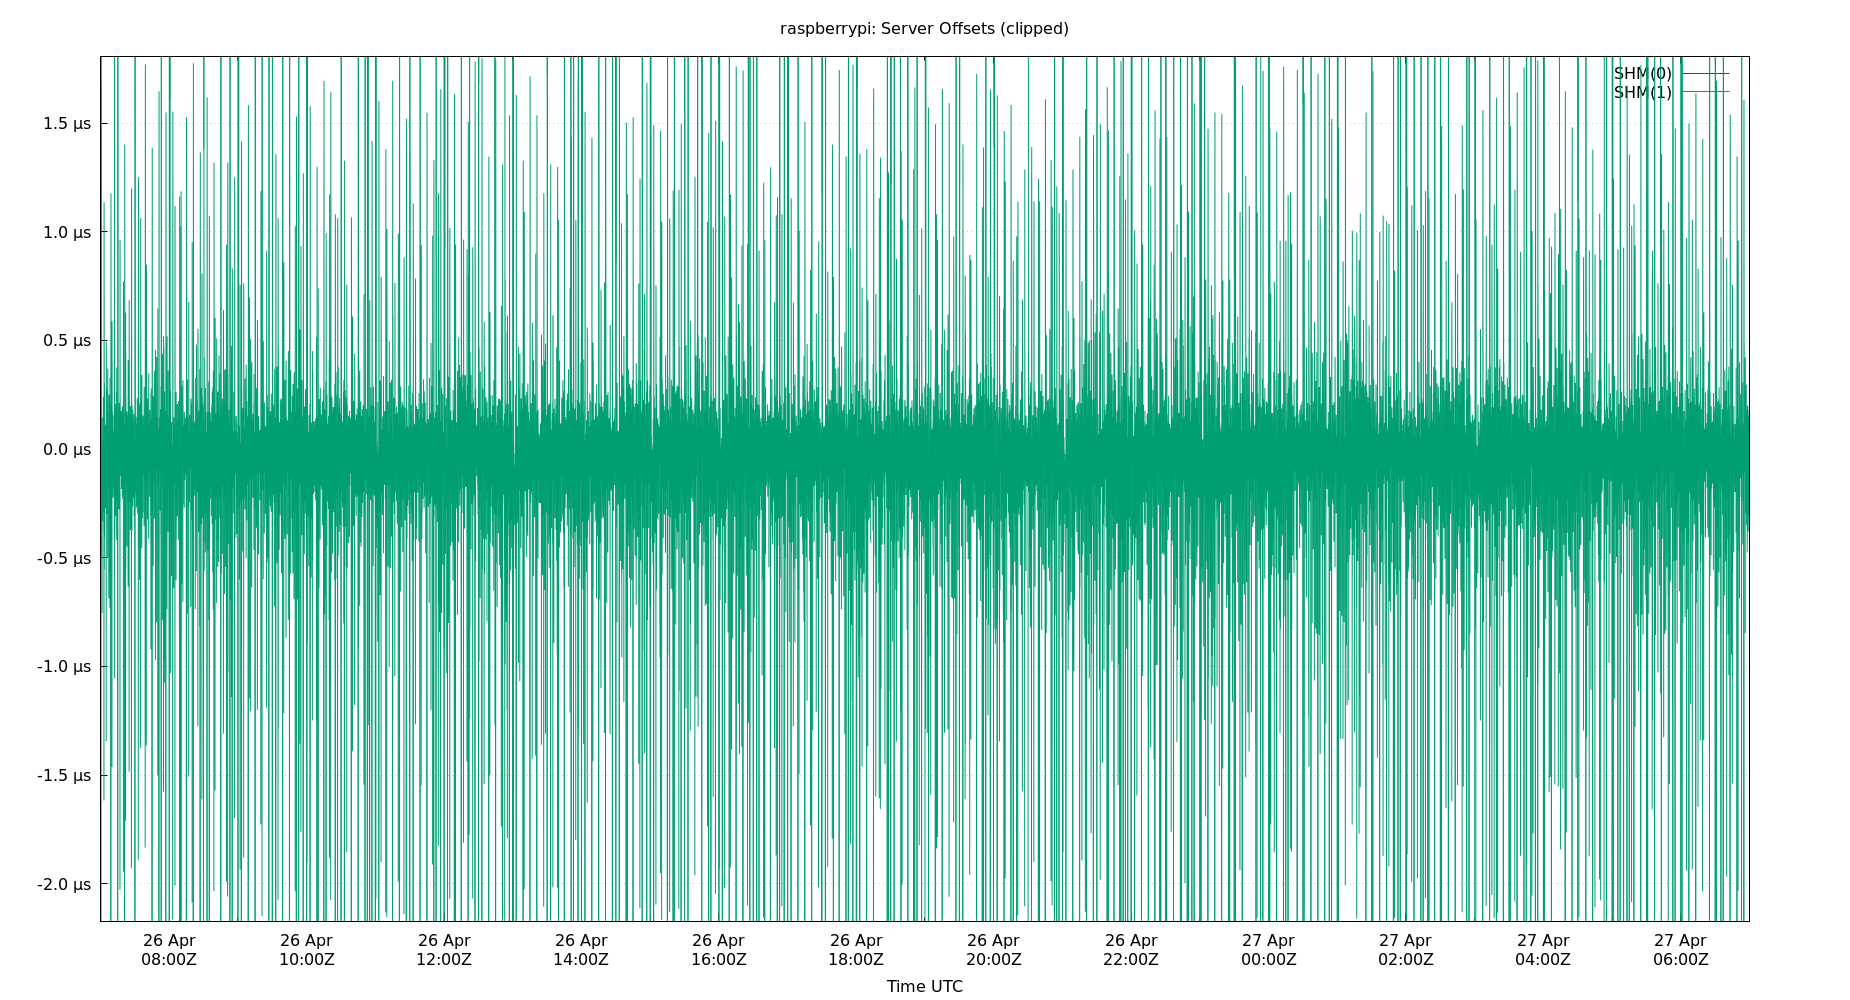 raspberrypi: Server Offsets (clipped)
SHM(0)
SHM(1)
1.5 µs
1.0 µs
0.5 µs
0.0 µs
-0.5 µs
-1.0 µs
-1.5 µs
-2.0 µs
26 Apr 26 Apr 26 Apr 26 Apr 26 Apr 26 Apr 26 Apr 26 Apr 27 Apr 27 Apr 27 Apr 27 Apr
08:00Z 10:00Z 12:00Z 14:00Z 16:00Z 18:00Z 20:00Z 22:00Z 00:00Z 02:00Z 04:00Z 06:00Z
Time UTC